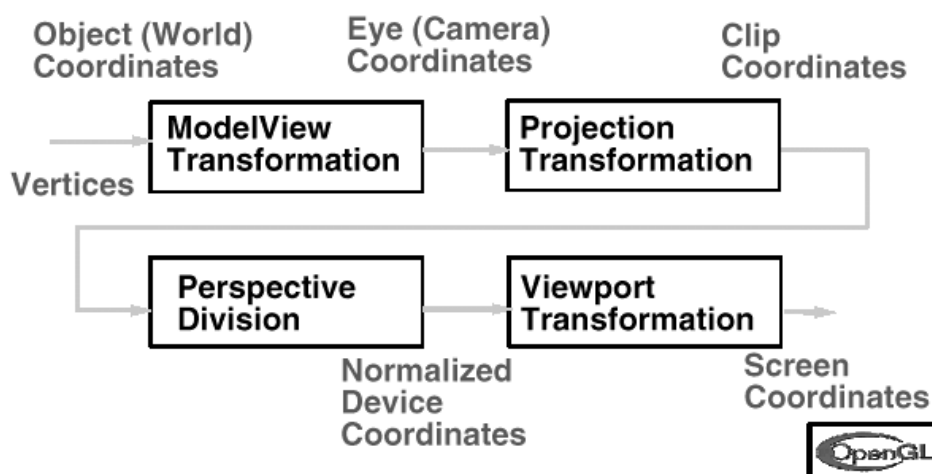 Object (World)
Coordinates
Eye (Camera)
Coordinates
Clip
Coordinates
ModelView
Transformation
Projection
Transformation
Vertices
Perspective
Division
Viewport
Transformation
Normalized
Device
Coordinates
Screen
Coordinates
OpenGL